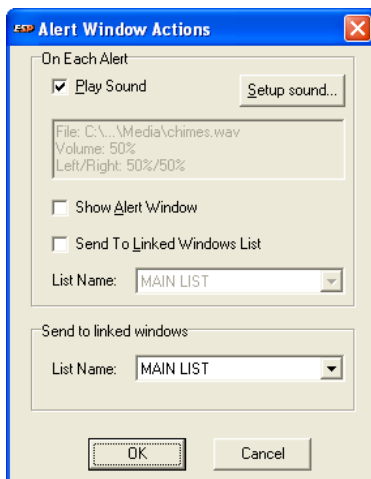 ESP Alert Window Actions
On Each Alert
Play Sound
Setup sound...
File: C:\...\Media\chimes.wav
Volume: 50%
Left/Right: 50%/50%
Show Alert Window
Send To Linked Windows List
List Name: MAIN LIST
Send to linked windows
List Name: MAIN LIST
OK Cancel